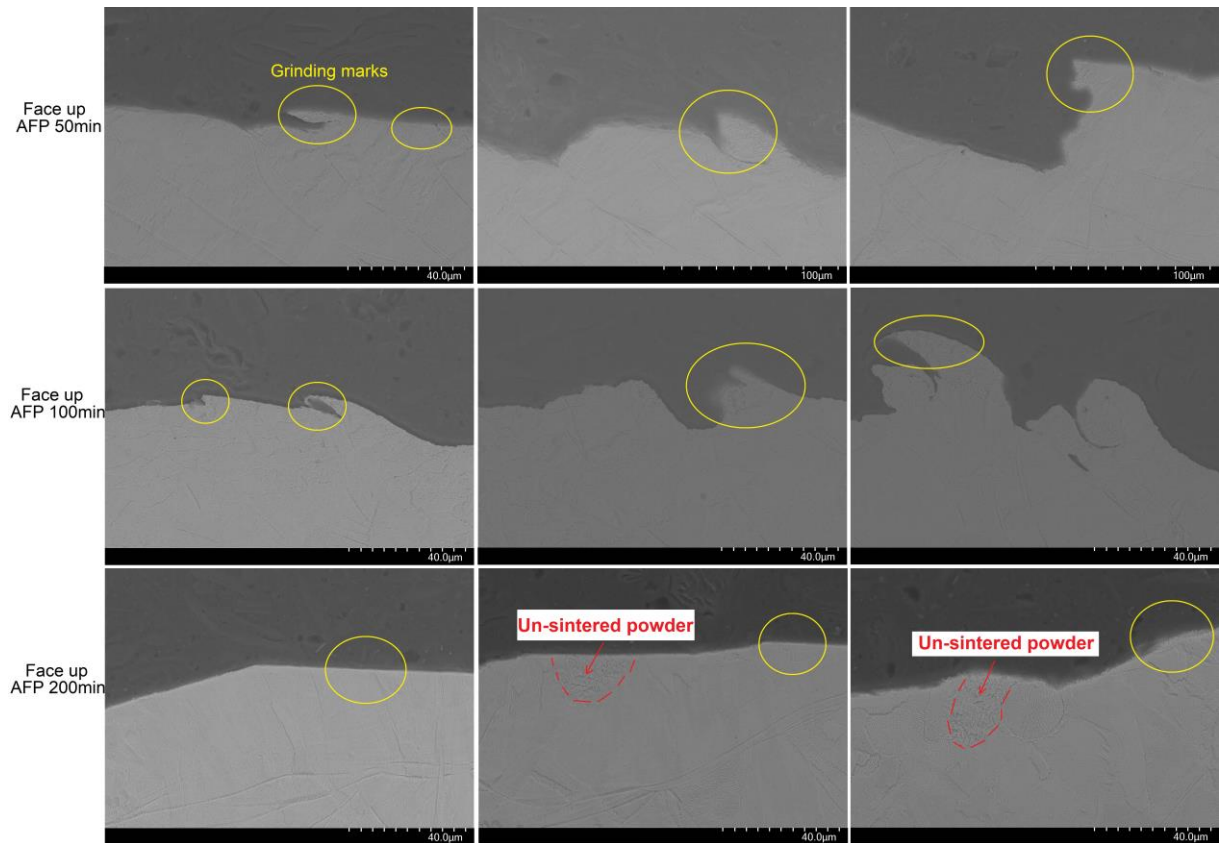 Grinding marks
Face up
AFP 50min
40.0µm
100µm
100µm
Face up
AFP 100min
40.0µm
40.0µm
40.0µm
Un-sintered powder
Un-sintered powder
Face up
AFP 200min
40.0µm
40.0µm
40.0µm